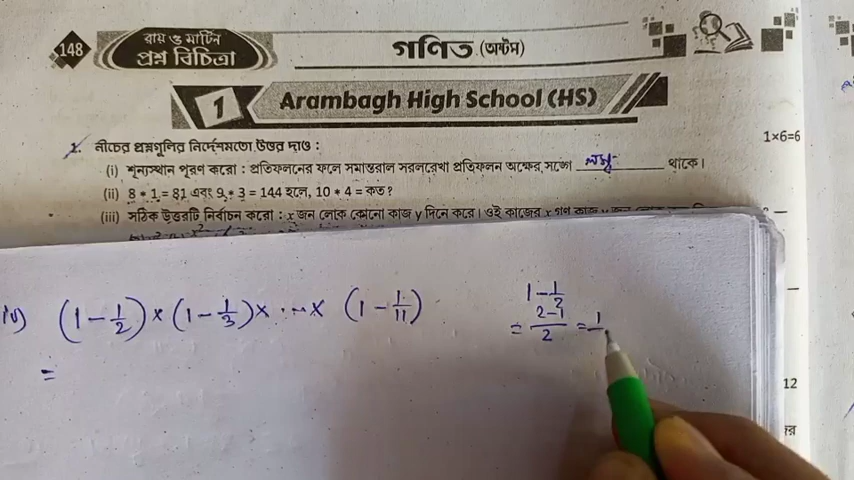 148
রায় ও মার্টিন
প্রশ্ন বিচিত্রা
গণিত (অষ্টম)
1 Arambagh High School (HS)
1. নীচের প্রশ্নগুলির নির্দেশমতো উত্তর দাও : 1×6=6
(i) শূন্যস্থান পূরণ করো : প্রতিফলনের ফলে সমান্তরাল সরলরেখা প্রতিফলন অক্ষের সঙ্গে লম্ব থাকে।
(ii) 8 * 1 = 81 এবং 9 * 3 = 144 হলে, 10 * 4 = কত?
(iii) সঠিক উত্তরটি নির্বাচন করো : x জন লোক কোনো কাজ y দিনে করে। ওই কাজের x গুণ কাজ
iv) (1 - 1/2) × (1 - 1/3) × ... × (1 - 1/11)
=
1 - 1/2
= 2-1/2 = 1/
12